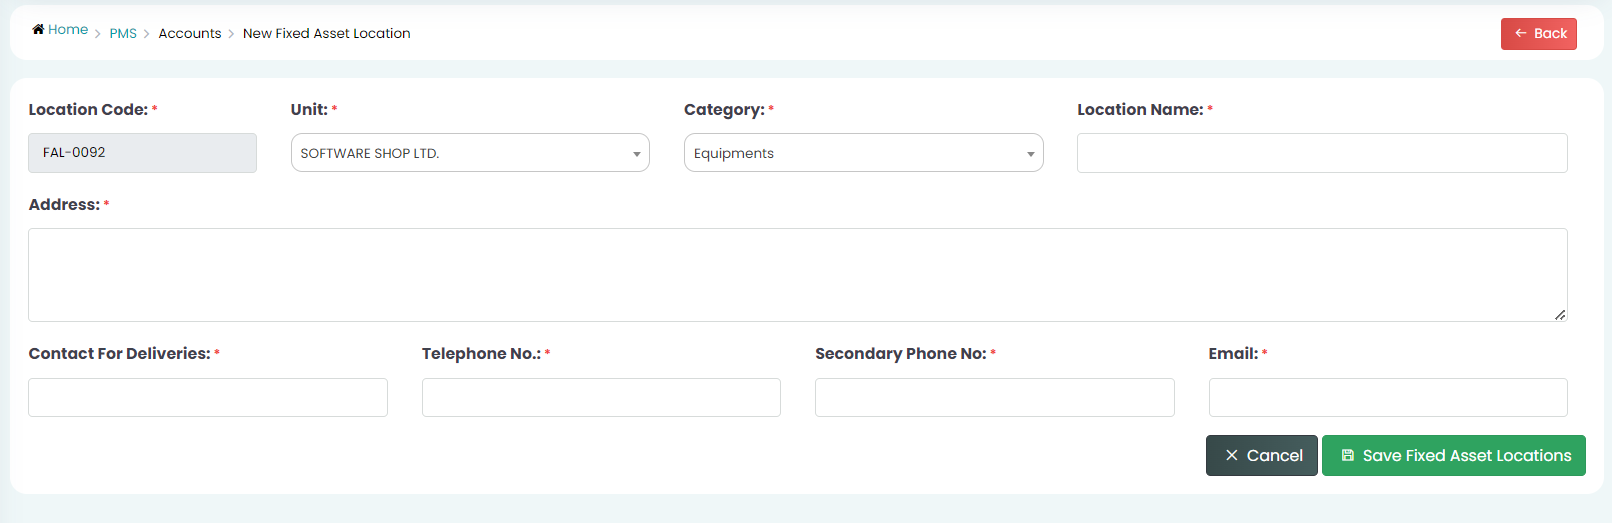 Home > PMS > Accounts > New Fixed Asset Location
← Back
Location Code: * Unit: * Category: * Location Name: *
FAL-0092 SOFTWARE SHOP LTD. Equipments
Address: *
Contact For Deliveries: * Telephone No.: * Secondary Phone No: * Email: *
Cancel Save Fixed Asset Locations